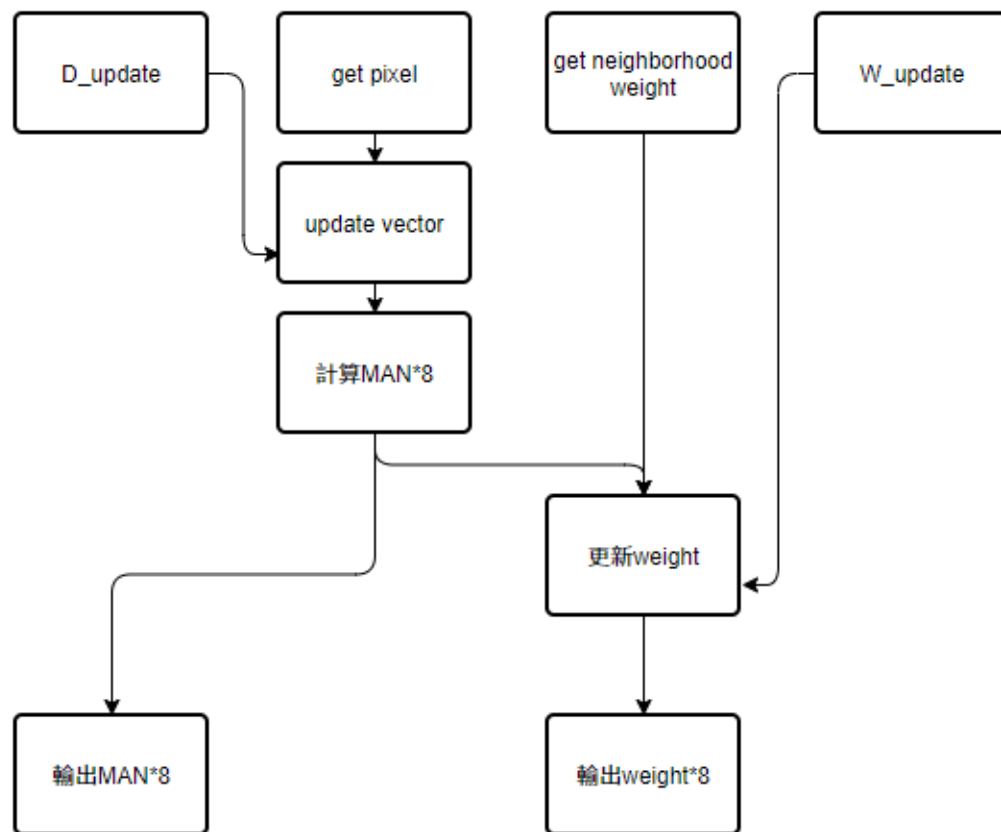 D_update
get pixel
get neighborhood
weight
W_update
update vector
計算MAN*8
更新weight
輸出MAN*8
輸出weight*8